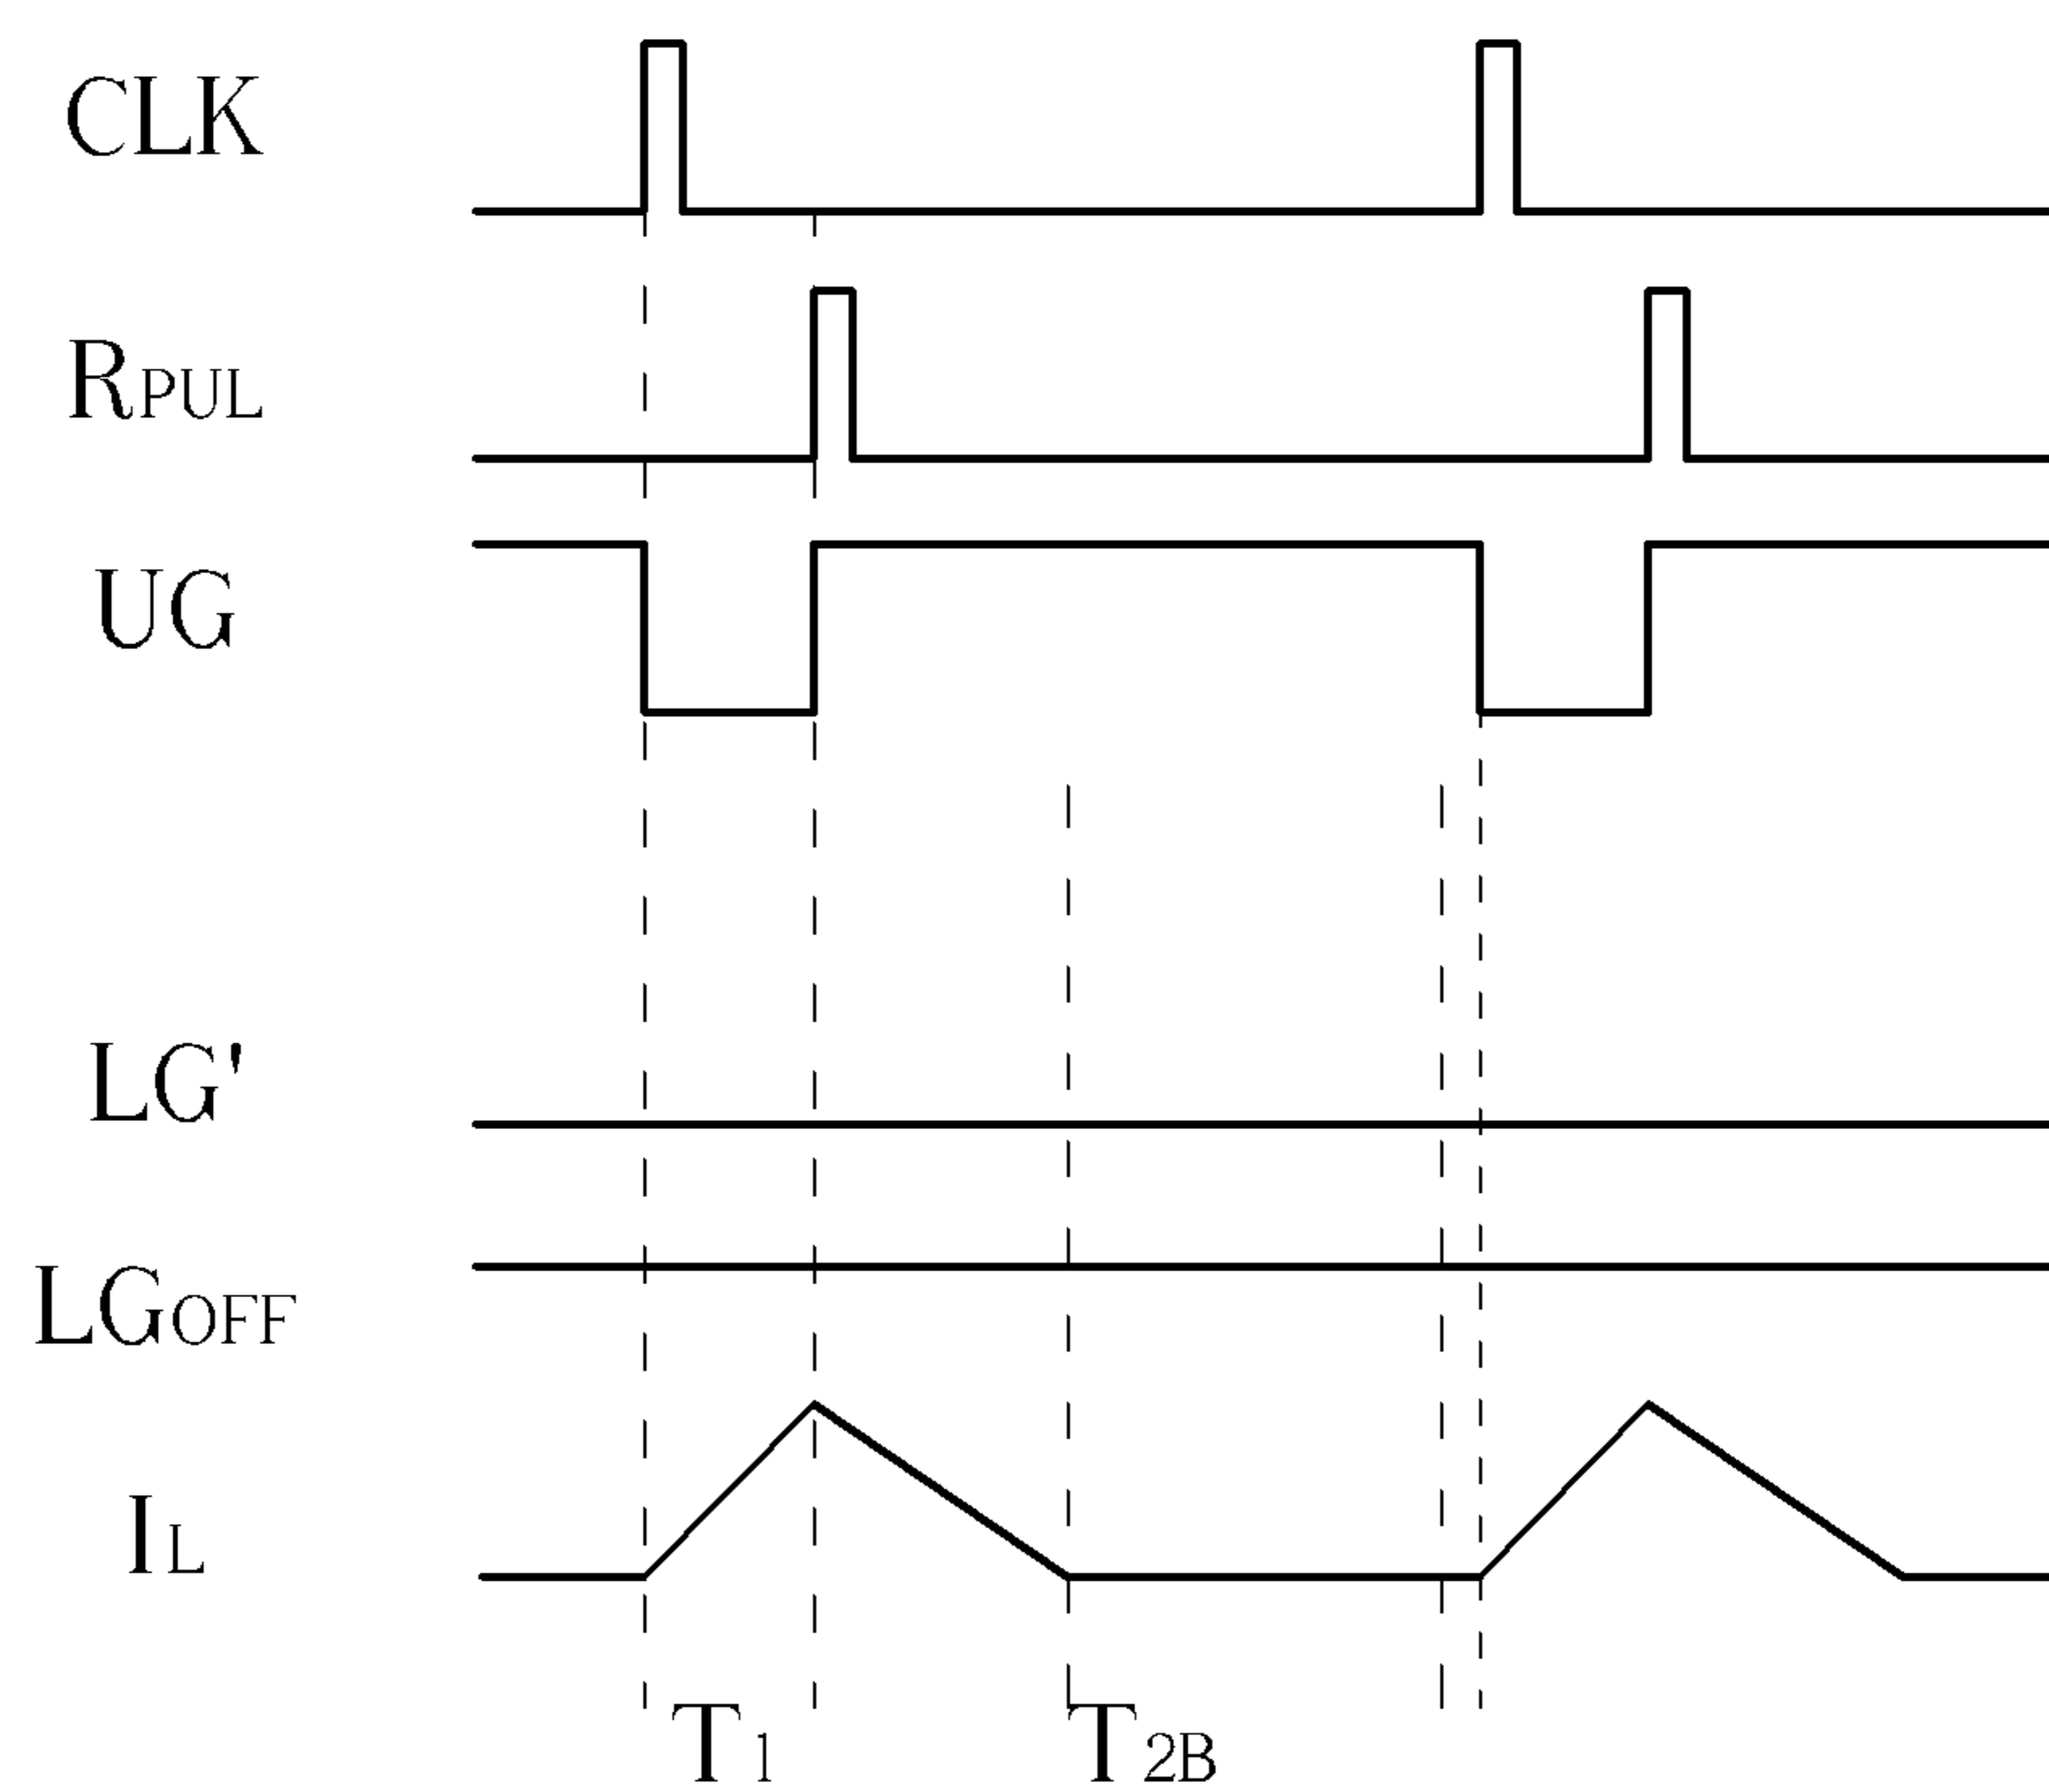 CLK
RPUL
UG
LG'
LGOFF
IL
T1 T2B